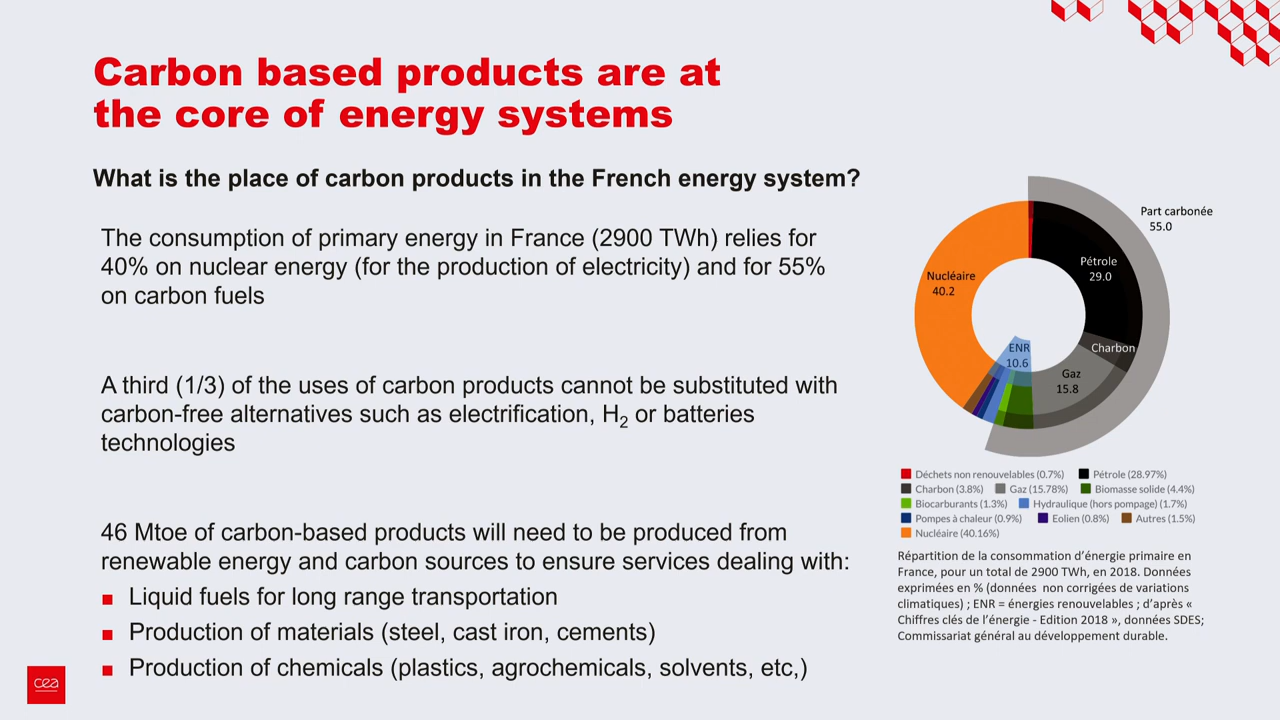 Carbon based products are at
the core of energy systems
What is the place of carbon products in the French energy system?
The consumption of primary energy in France (2900 TWh) relies for
40% on nuclear energy (for the production of electricity) and for 55%
on carbon fuels
A third (1/3) of the uses of carbon products cannot be substituted with
carbon-free alternatives such as electrification, H2 or batteries
technologies
46 Mtoe of carbon-based products will need to be produced from
renewable energy and carbon sources to ensure services dealing with:
Liquid fuels for long range transportation
Production of materials (steel, cast iron, cements)
Production of chemicals (plastics, agrochemicals, solvents, etc,)
cea
Part carbonée
55.0
Pétrole
29.0
Nucléaire
40.2
Charbon
ENR
10.6
Gaz
15.8
Déchets non renouvelables (0.7%) Pétrole (28.97%)
Charbon (3.8%) Gaz (15.78%) Biomasse solide (4.4%)
Biocarburants (1.3%) Hydraulique (hors pompage) (1.7%)
Pompes à chaleur (0.9%) Eolien (0.8%) Autres (1.5%)
Nucléaire (40.16%)
Répartition de la consommation d'énergie primaire en
France, pour un total de 2900 TWh, en 2018. Données
exprimées en % (données non corrigées de variations
climatiques) ; ENR = énergies renouvelables ; d'après «
Chiffres clés de l'énergie - Edition 2018 », données SDES;
Commissariat général au développement durable.